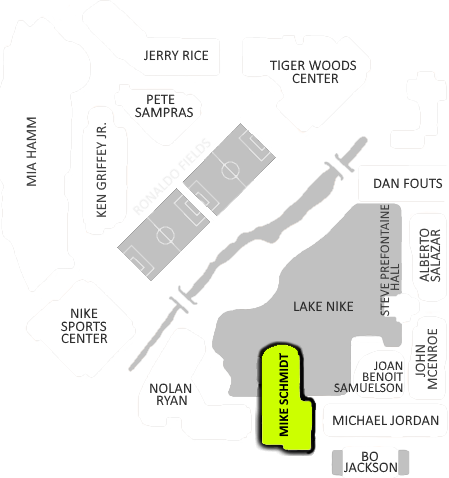 JERRY RICE
TIGER WOODS
CENTER
PETE
SAMPRAS
MIA HAMM
KEN GRIFFEY JR.
RONALDO FIELDS
DAN FOUTS
STEVE PREFONTAINE
HALL
ALBERTO
SALAZAR
LAKE NIKE
NIKE
SPORTS
CENTER
JOHN
MCENROE
JOAN
BENOIT
SAMUELSON
NOLAN
RYAN
MIKE SCHMIDT
MICHAEL JORDAN
BO
JACKSON